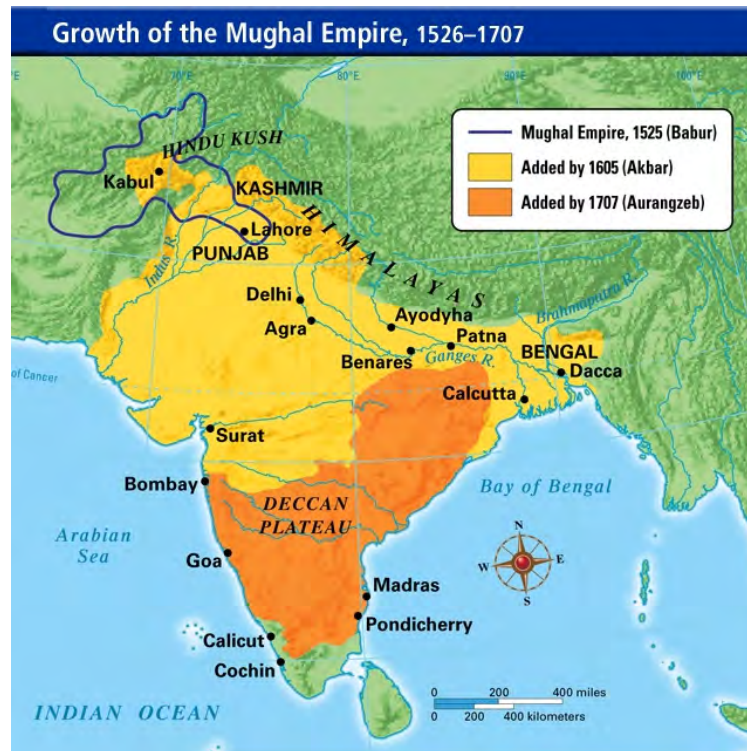 Growth of the Mughal Empire, 1526–1707
70°E
80°E
90°E
100°E
Mughal Empire, 1525 (Babur)
Added by 1605 (Akbar)
Added by 1707 (Aurangzeb)
HINDU KUSH
Kabul
KASHMIR
Lahore
PUNJAB
Indus R.
HIMALAYAS
Delhi
Agra
Ayodyha
Patna
Benares
Ganges R.
Brahmaputra R.
BENGAL
Dacca
Calcutta
of Cancer
Surat
Bombay
DECCAN
PLATEAU
Bay of Bengal
Arabian
Sea
Goa
N
W
E
S
Madras
Pondicherry
Calicut
Cochin
INDIAN OCEAN
0 200 400 miles
0 200 400 kilometers